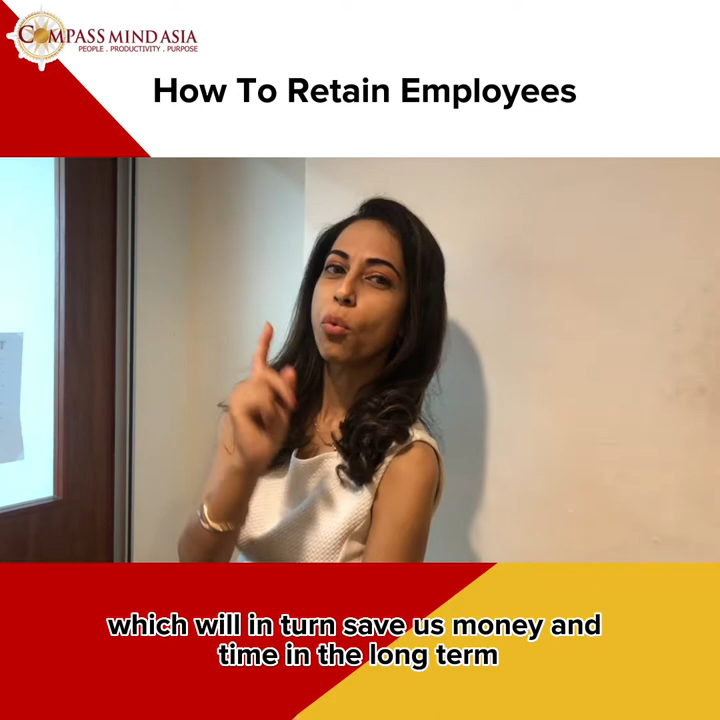 COMPASS MIND ASIA
PEOPLE . PRODUCTIVITY . PURPOSE
How To Retain Employees
which will in turn save us money and
time in the long term